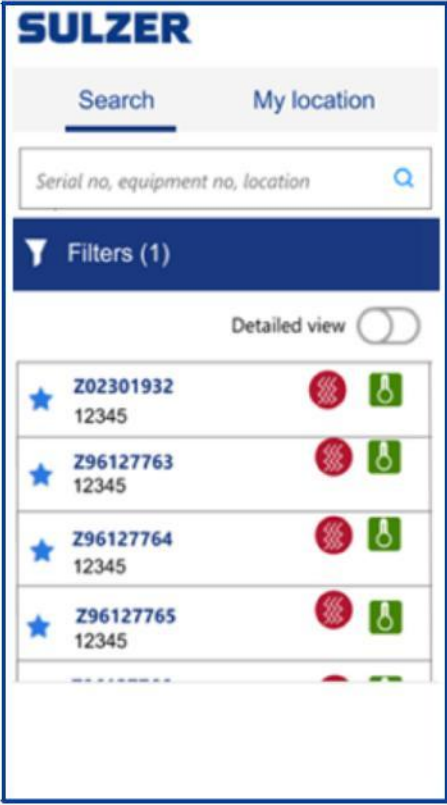 SULZER
Search My location
Serial no, equipment no, location
Filters (1)
Detailed view
Z02301932
12345
Z96127763
12345
Z96127764
12345
Z96127765
12345